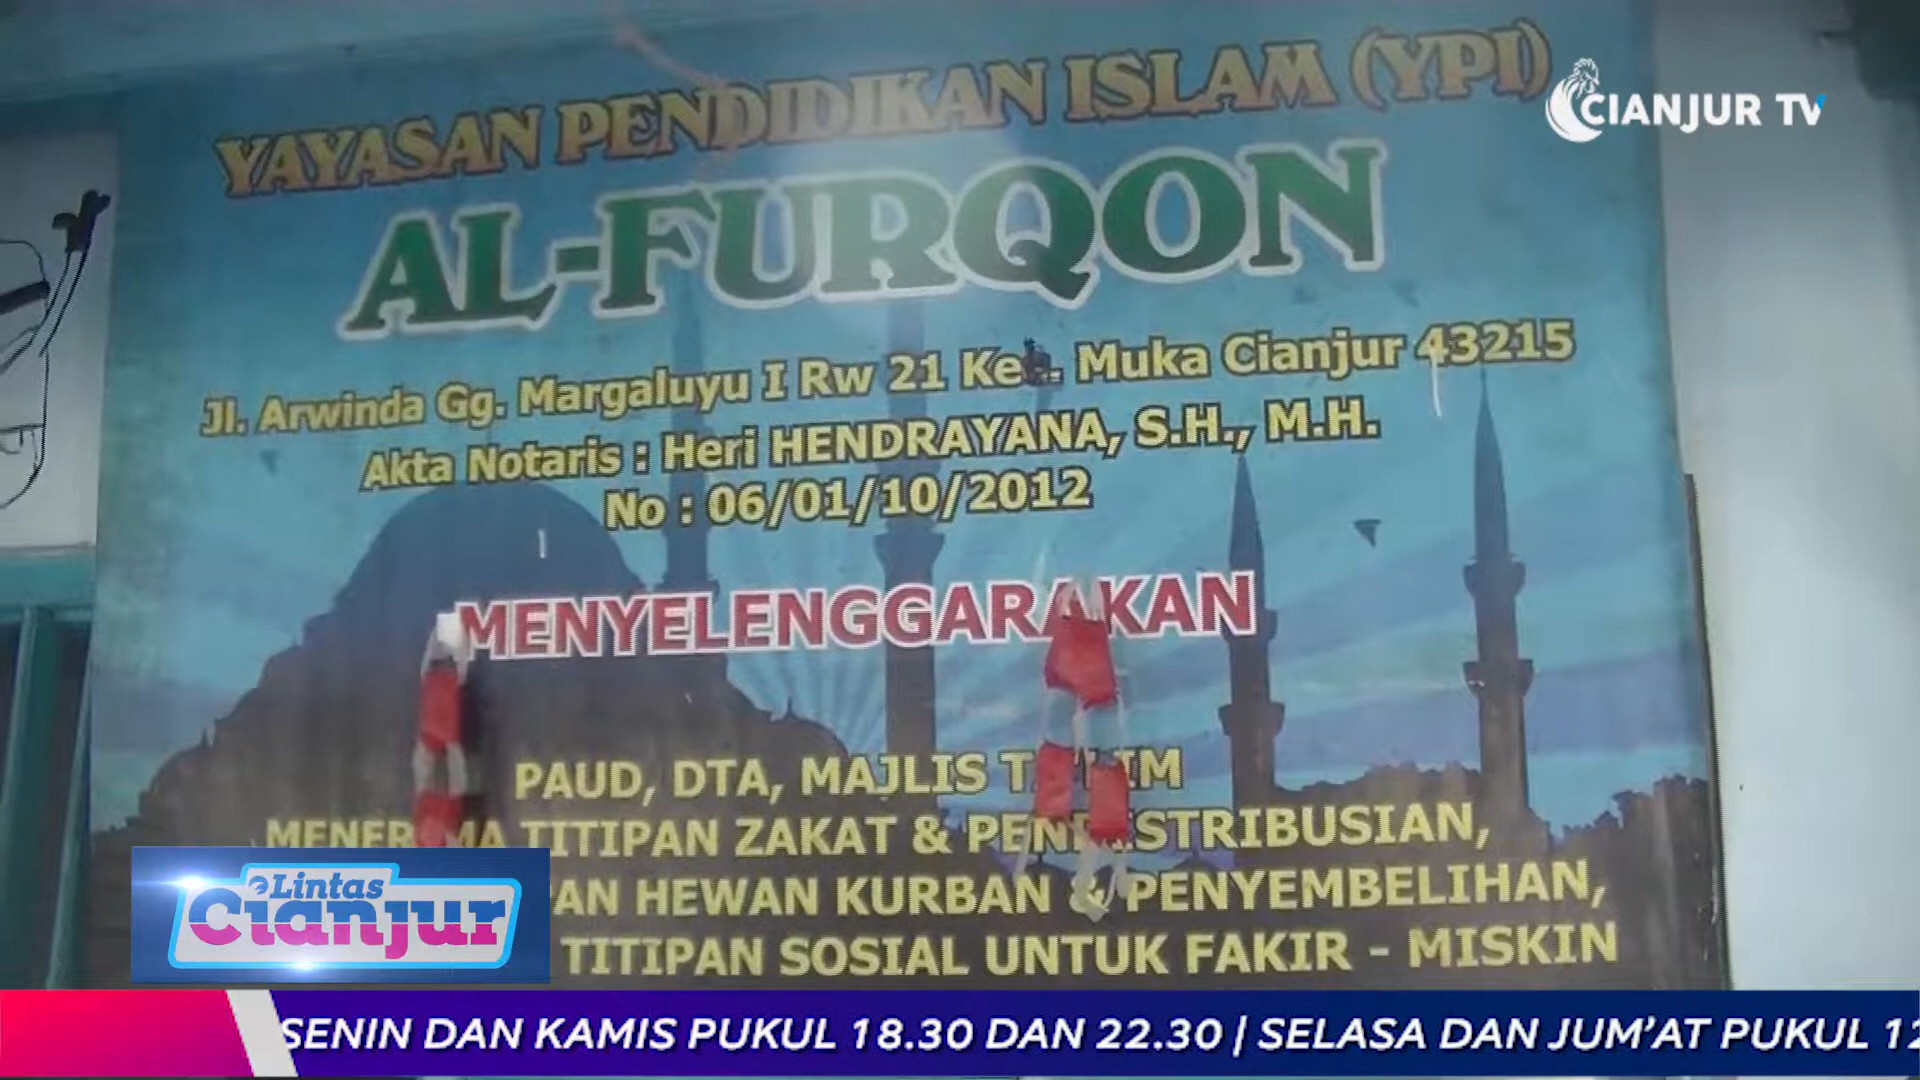 YAYASAN PENDIDIKAN ISLAM (YPI)
CIANJUR TV
AL-FURQON
Jl. Arwinda Gg. Margaluyu I Rw 21 Muka Cianjur 43215
Akta Notaris : Heri HENDRAYANA, S.H., M.H.
No : 06/01/10/2012
MENYELENGGARAKAN
PAUD, DTA, MAJLIS
TITIPAN ZAKAT &
HEWAN KURBAN & PENYEMBELIHAN,
TITIPAN SOSIAL UNTUK FAKIR - MISKIN
Lintas
Cianjur
SENIN DAN KAMIS PUKUL 18.30 DAN 22.30 | SELASA DAN JUM'AT PUKUL